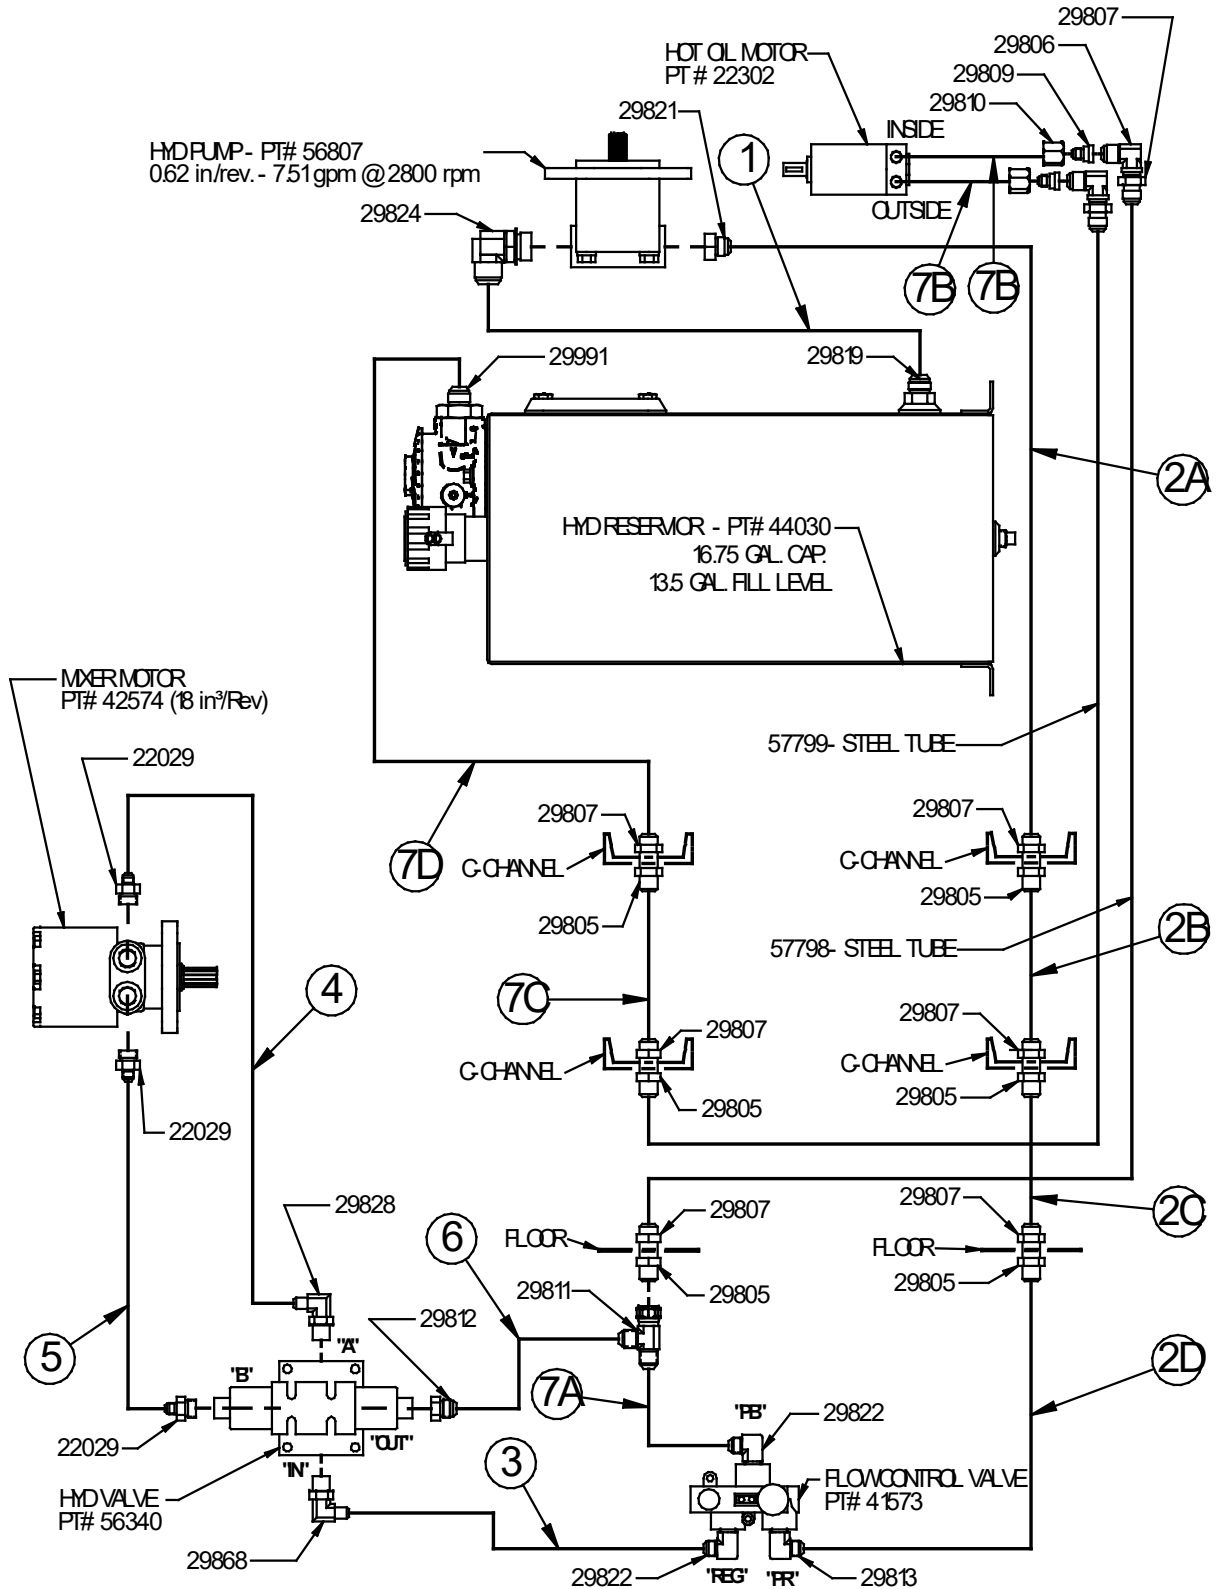 29807
29806
HOT OIL MOTOR
PT # 22302
29809
29810
29821
INSIDE
HYD PUMP - PT# 56807
0.62 in/rev. - 7.51 gpm @ 2800 rpm
1
29824
OUTSIDE
7B
7B
29991
29819
2A
HYD RESERVIOR - PT# 44030
16.75 GAL. CAP.
13.5 GAL. FILL LEVEL
MIXER MOTOR
PT# 42574 (18 in³/Rev)
57799- STEEL TUBE
22029
29807
29807
7D
C-CHANNEL
C-CHANNEL
29805
29805
2B
57798- STEEL TUBE
4
7C
29807
29807
C-CHANNEL
C-CHANNEL
29805
29805
22029
29828
29807
29807
2C
6
FLOOR
FLOOR
29805
29805
29811
29812
5
"A"
2D
"B"
7A
"PB"
29822
22029
"OUT"
"IN"
3
FLOW CONTROL VALVE
PT# 41573
HYD VALVE
PT# 56340
29868
29822
"REG"
"PR"
29813